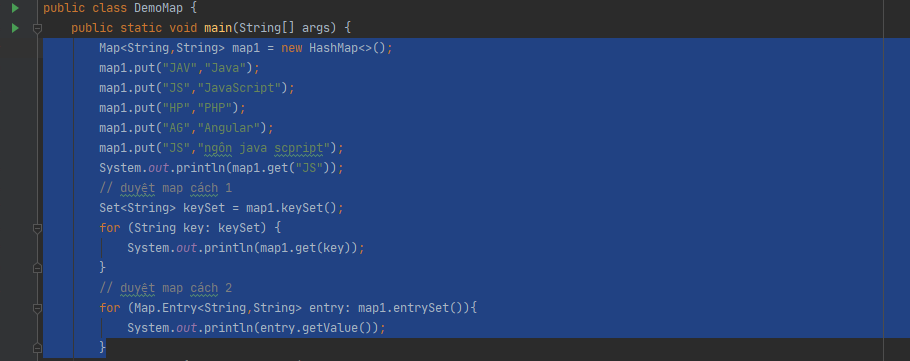 public class DemoMap {
public static void main(String[] args) {
Map<String,String> map1 = new HashMap<>();
map1.put("JAV","Java");
map1.put("JS","JavaScript");
map1.put("HP","PHP");
map1.put("AG","Angular");
map1.put("JS","ngôn java scpript");
System.out.println(map1.get("JS"));
// duyệt map cách 1
Set<String> keySet = map1.keySet();
for (String key: keySet) {
System.out.println(map1.get(key));
}
// duyệt map cách 2
for (Map.Entry<String,String> entry: map1.entrySet()){
System.out.println(entry.getValue());
}